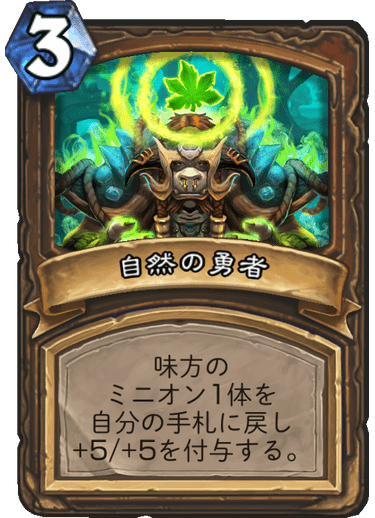 3
自然の勇者
味方の
ミニオン1体を
自分の手札に戻し
+5/+5を付与する。